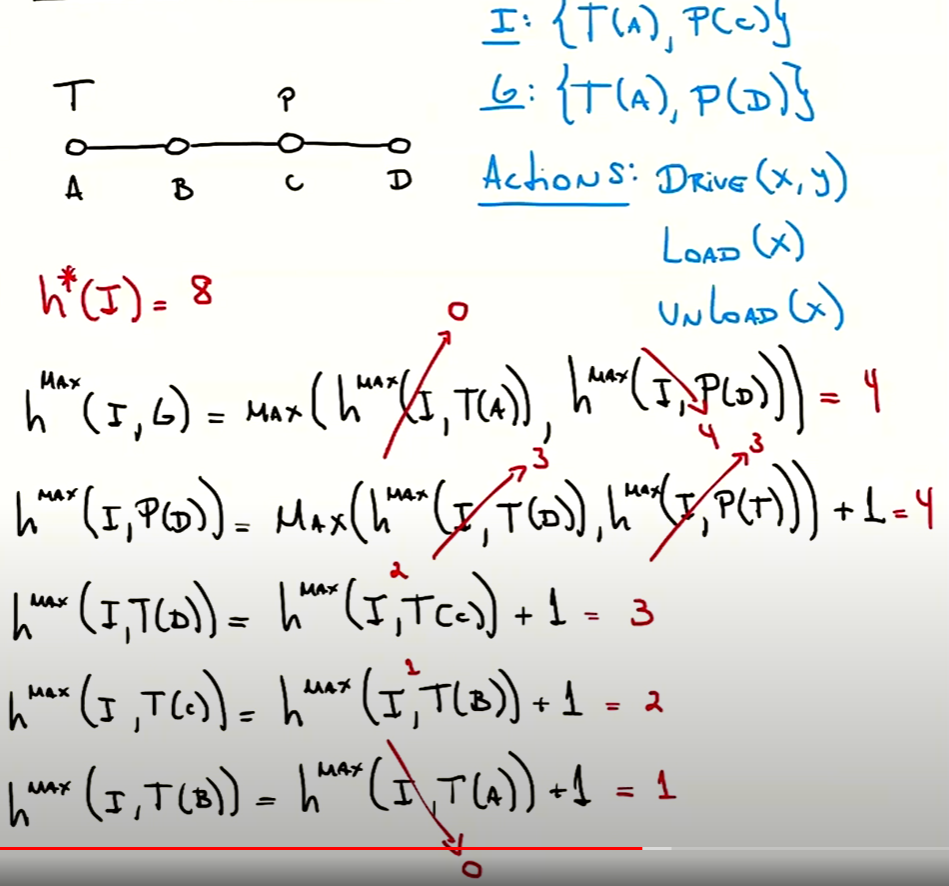 I: {T(A), P(C)}
G: {T(A), P(D)}
T P
A B C D
Actions: DRIVE(x, y)
LOAD(x)
UNLOAD(x)
h*(I) = 8
0
h^MAX(I, G) = MAX(h^MAX(I, T(A)), h^MAX(I, P(D))) = 4
4
3 3
h^MAX(I, P(D)) = MAX(h^MAX(I, T(D)), h^MAX(I, P(T))) + 1 = 4
2
h^MAX(I, T(D)) = h^MAX(I, T(C)) + 1 = 3
1
h^MAX(I, T(C)) = h^MAX(I, T(B)) + 1 = 2
h^MAX(I, T(B)) = h^MAX(I, T(A)) + 1 = 1
0